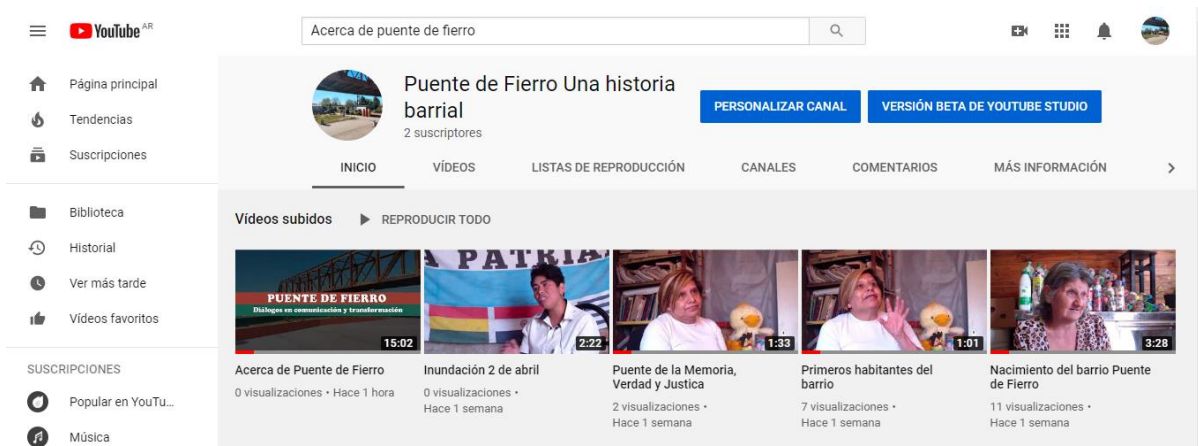 YouTube AR
Acerca de puente de fierro
Página principal
Tendencias
Suscripciones
Biblioteca
Historial
Ver más tarde
Vídeos favoritos
SUSCRIPCIONES
Popular en YouTu...
Música
Puente de Fierro Una historia
barrial
2 suscriptores
PERSONALIZAR CANAL
VERSIÓN BETA DE YOUTUBE STUDIO
INICIO VÍDEOS LISTAS DE REPRODUCCIÓN CANALES COMENTARIOS MÁS INFORMACIÓN
Vídeos subidos REPRODUCIR TODO
PUENTE DE FIERRO
Diálogos en comunicación y transformación
15:02
Acerca de Puente de Fierro
0 visualizaciones • Hace 1 hora
A PATRIA
2:22
Inundación 2 de abril
0 visualizaciones •
Hace 1 semana
1:33
Puente de la Memoria,
Verdad y Justica
2 visualizaciones •
Hace 1 semana
1:01
Primeros habitantes del
barrio
7 visualizaciones •
Hace 1 semana
3:28
Nacimiento del barrio Puente
de Fierro
11 visualizaciones •
Hace 1 semana